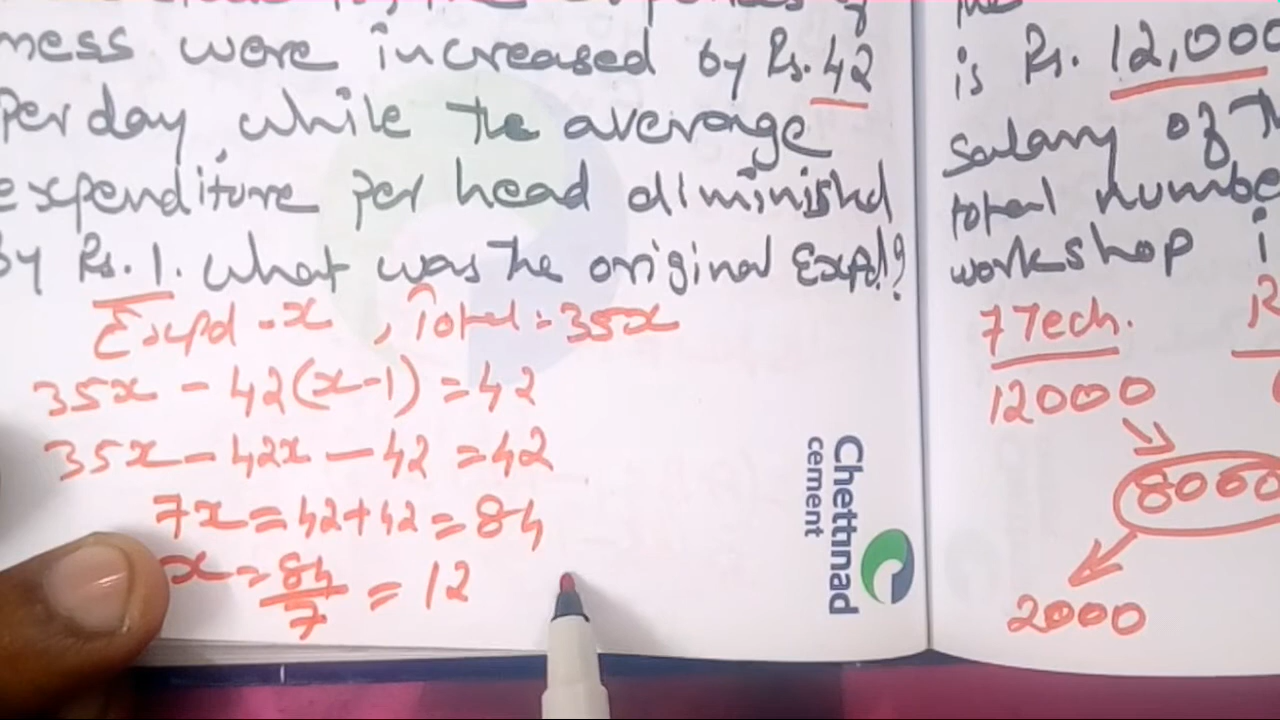 mess were increased by Rs. 42
Per day while the average
expenditure per head diminishd
by Rs. 1. what was the original Expd?
Expd = x , Total = 35x
35x - 42(x-1) = 42
35x - 42x - 42 = 42
7x = 42+42 = 84
x = 84/7 = 12
Chettinad
cement
is Rs. 12,000
salary of
total
workshop
7 Tech.
12000
8000
2000